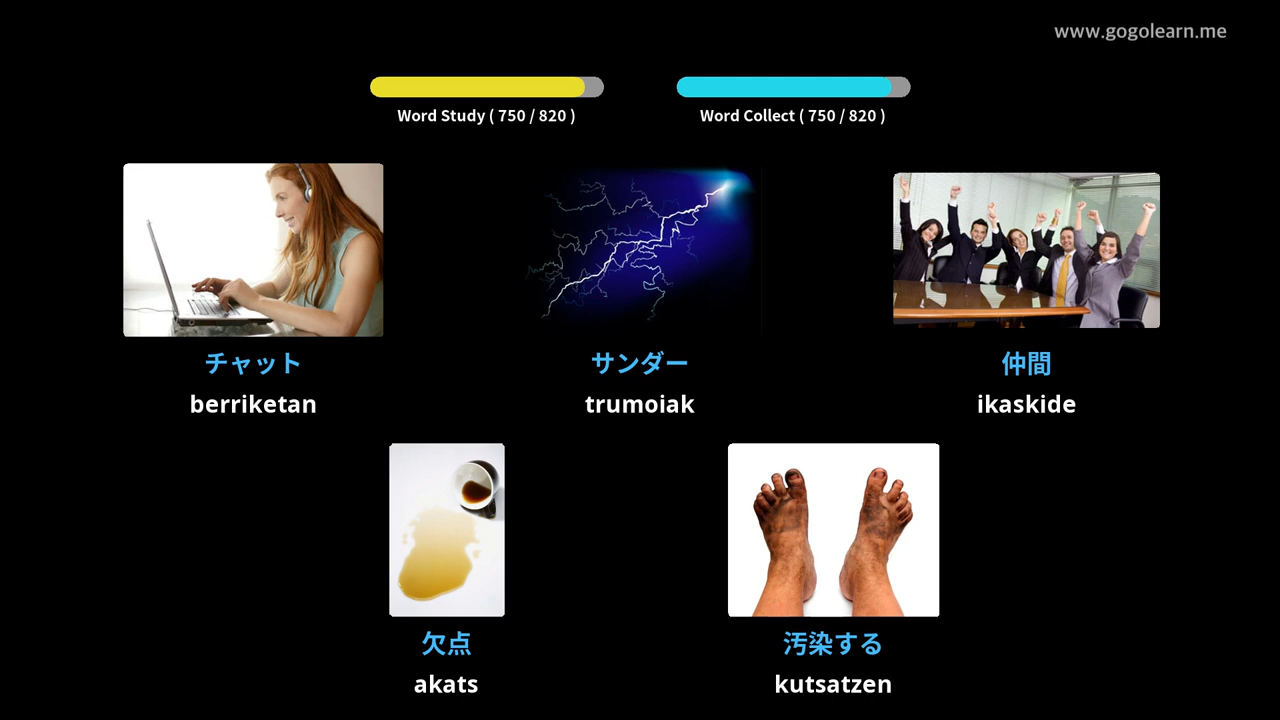 www.gogolearn.me
Word Study ( 750 / 820 )
Word Collect ( 750 / 820 )
チャット
berriketan
サンダー
trumoiak
仲間
ikaskide
欠点
akats
汚染する
kutsatzen